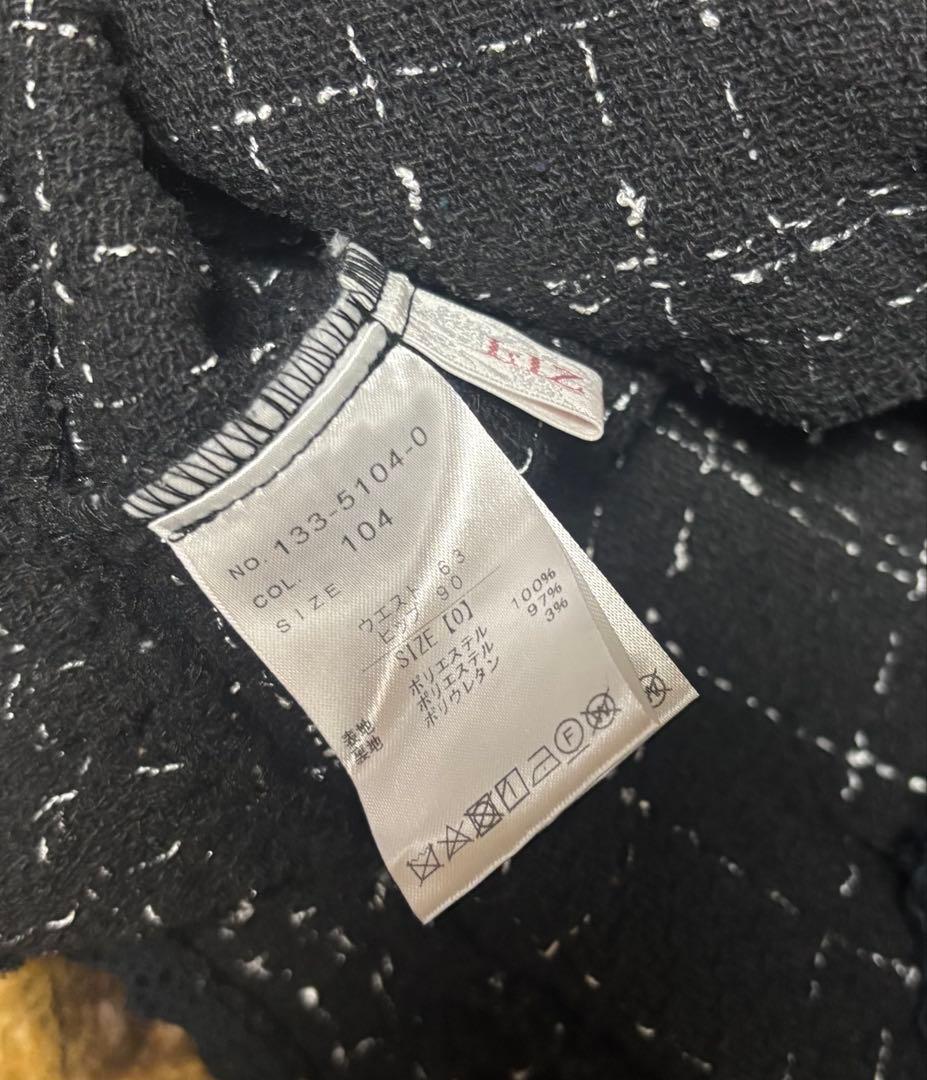 NO. 133-5104-0
COL. 104
SIZE
ウエスト 63
ヒップ 90
SIZE【0】
表地 ポリエステル 100%
裏地 ポリエステル 97%
ポリウレタン 3%
F
W